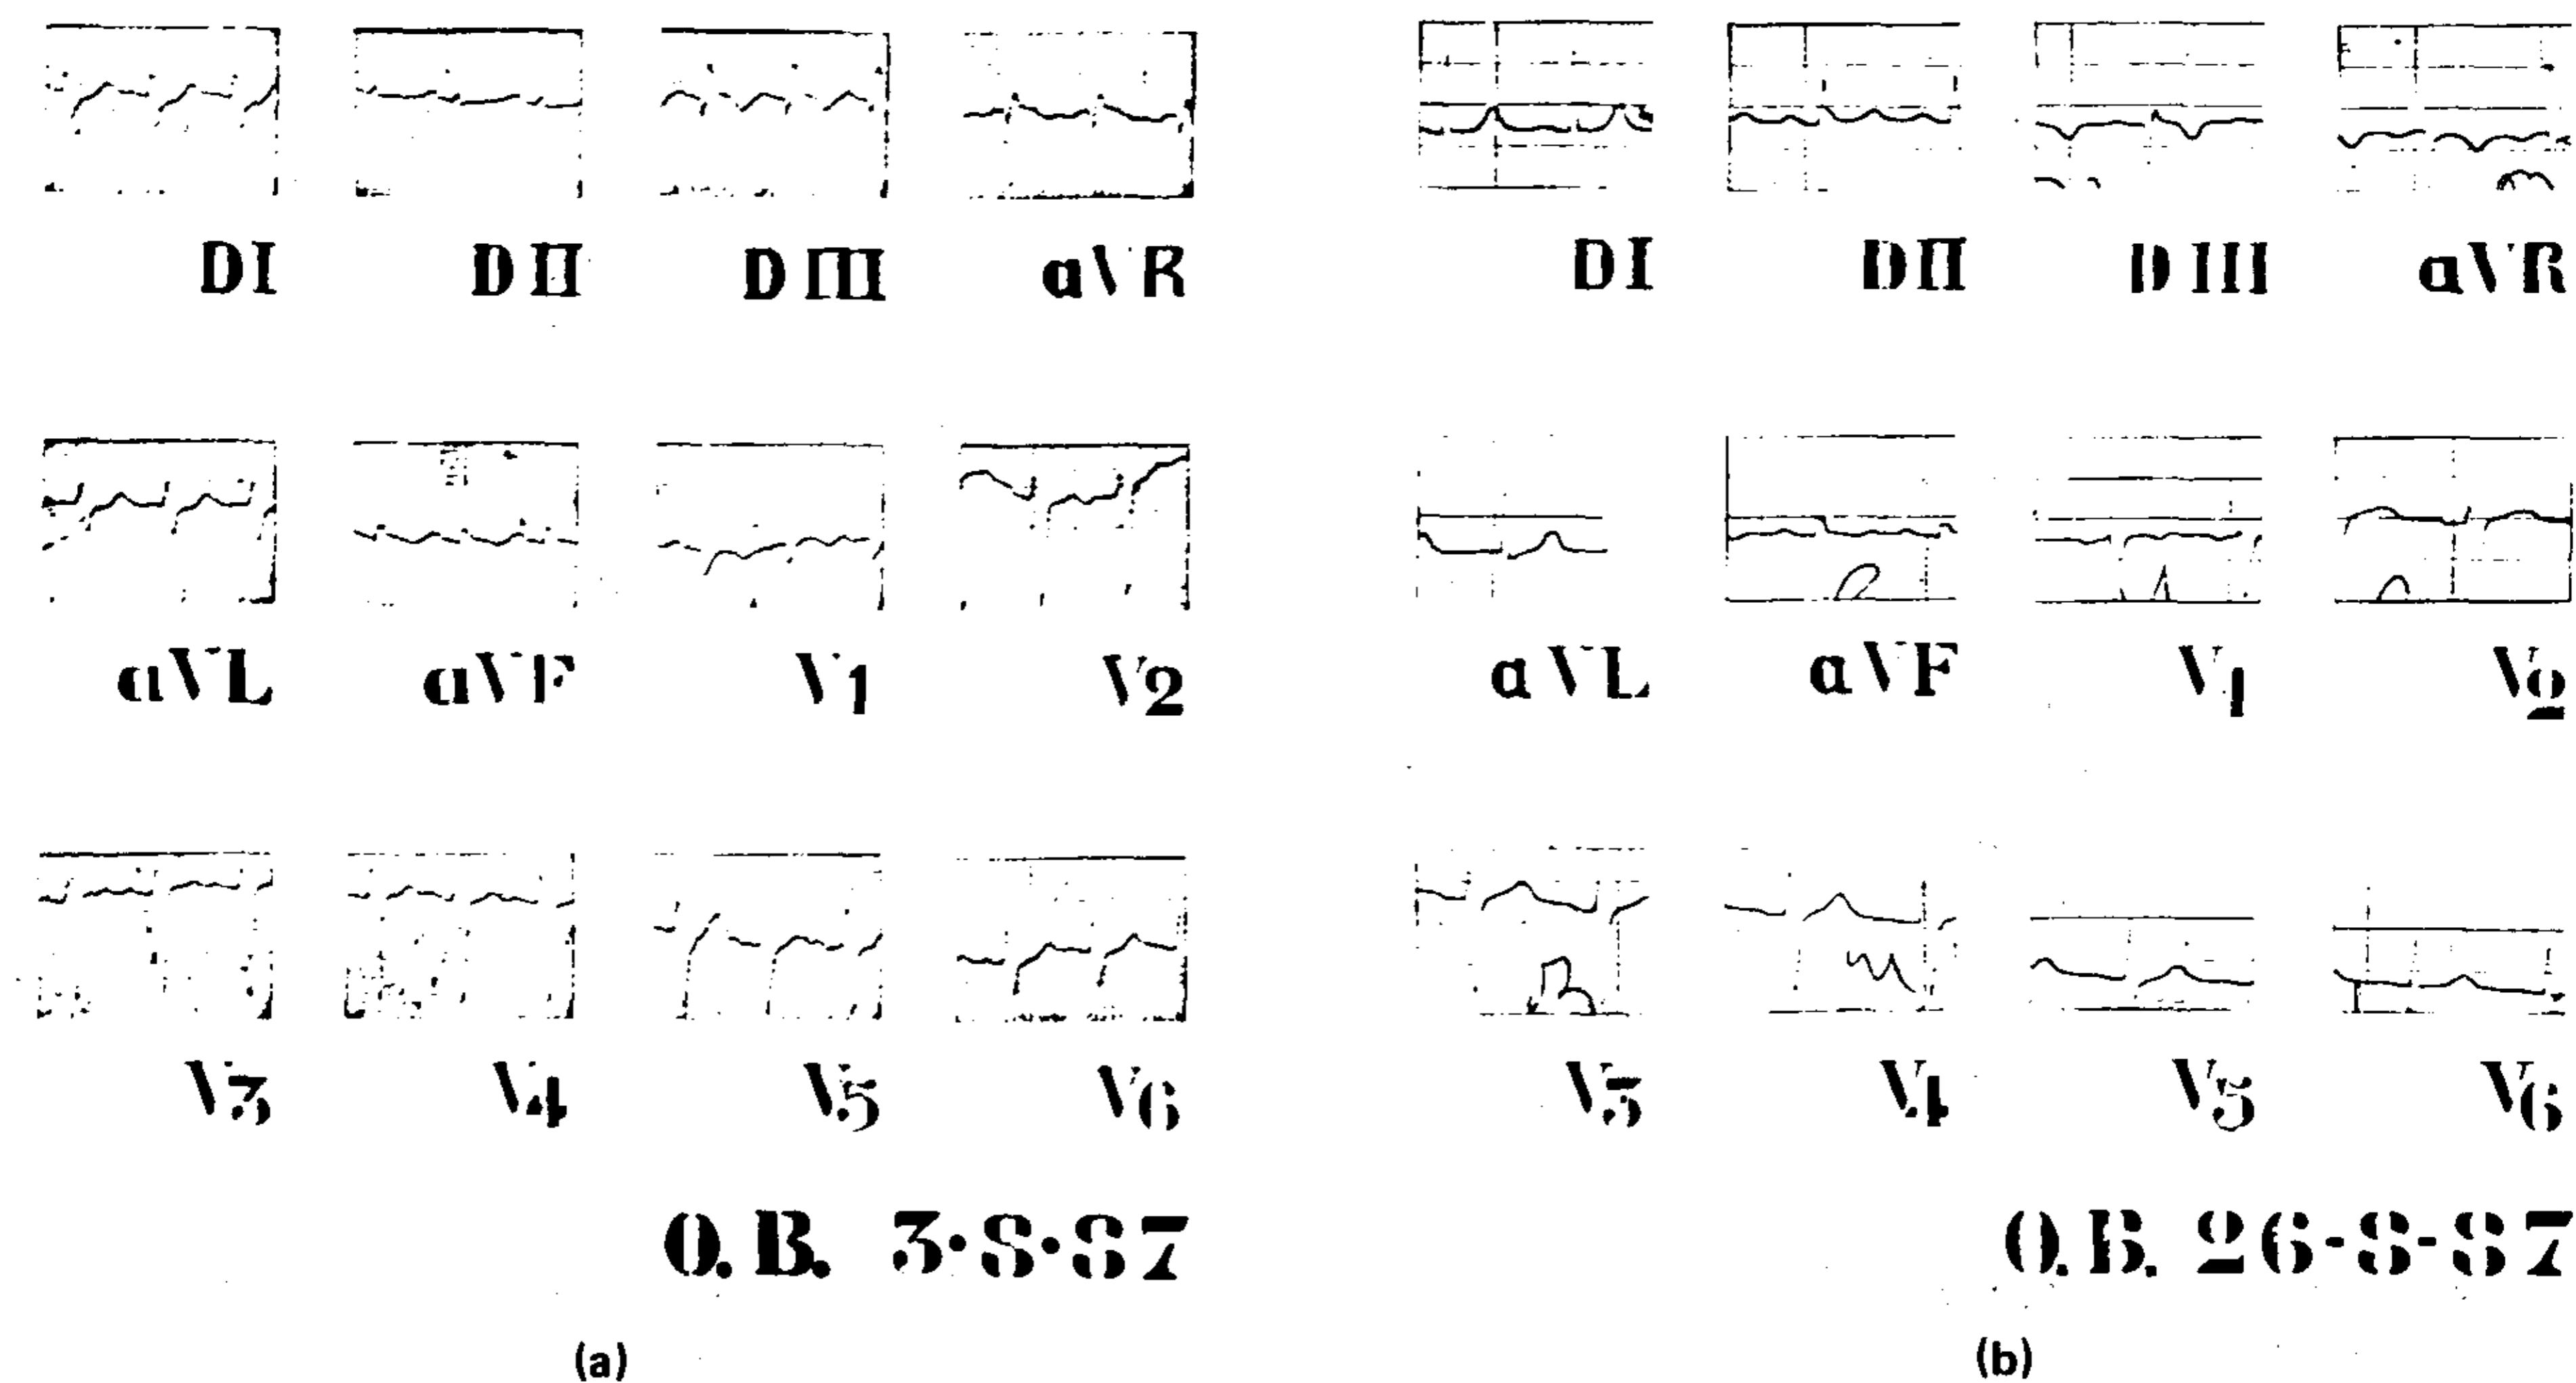 DI DII DIII aVR DI DII DIII aVR
aVL aVF V1 V2 aVL aVF V1 V2
V3 V4 V5 V6 V3 V4 V5 V6
O.B. 3·8·87 O.B. 26-8-87
(a) (b)